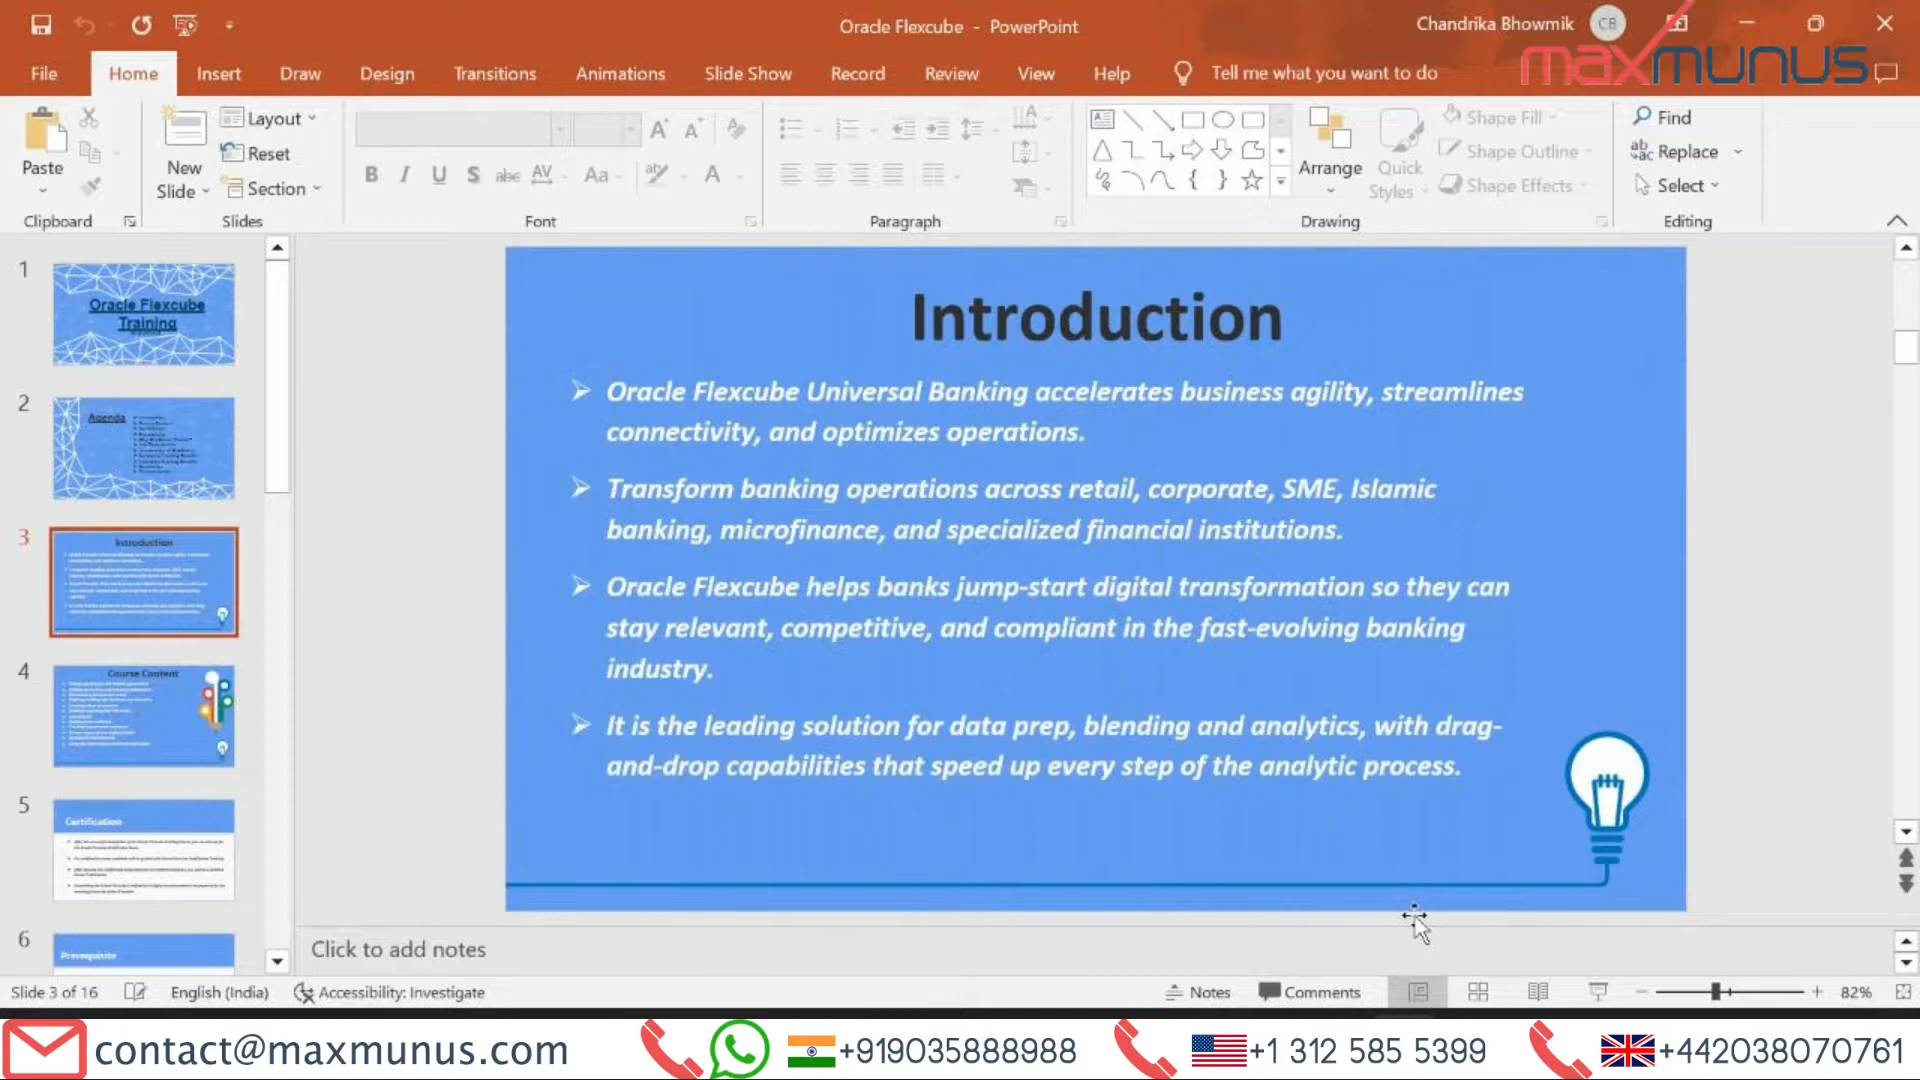 Oracle Flexcube - PowerPoint
Chandrika Bhowmik CB
maxmunus
File Home Insert Draw Design Transitions Animations Slide Show Record Review View Help Tell me what you want to do
Paste
Clipboard
New Slide
Layout
Reset
Section
Slides
B I U S abc AV Aa A
Font
Paragraph
Arrange
Quick Styles
Shape Fill
Shape Outline
Shape Effects
Drawing
Find
Replace
Select
Editing
1
Oracle Flexcube
Training
2
Agenda
3
Introduction
4
Course Content
5
Certification
6
Prerequisite
Introduction
Oracle Flexcube Universal Banking accelerates business agility, streamlines
connectivity, and optimizes operations.
Transform banking operations across retail, corporate, SME, Islamic
banking, microfinance, and specialized financial institutions.
Oracle Flexcube helps banks jump-start digital transformation so they can
stay relevant, competitive, and compliant in the fast-evolving banking
industry.
It is the leading solution for data prep, blending and analytics, with drag-
and-drop capabilities that speed up every step of the analytic process.
Click to add notes
Slide 3 of 16 English (India) Accessibility: Investigate Notes Comments 82%
contact@maxmunus.com +919035888988 +1 312 585 5399 +442038070761